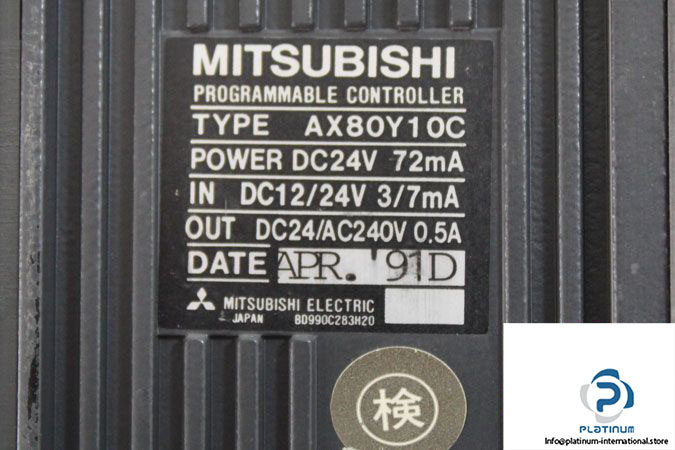 MITSUBISHI
PROGRAMMABLE CONTROLLER
TYPE AX80Y10C
POWER DC24V 72mA
IN DC12/24V 3/7mA
OUT DC24/AC240V 0.5A
DATE APR. '91D
MITSUBISHI ELECTRIC
JAPAN BD990C283H20
検
PLATINUM
Info@platinum-international.store